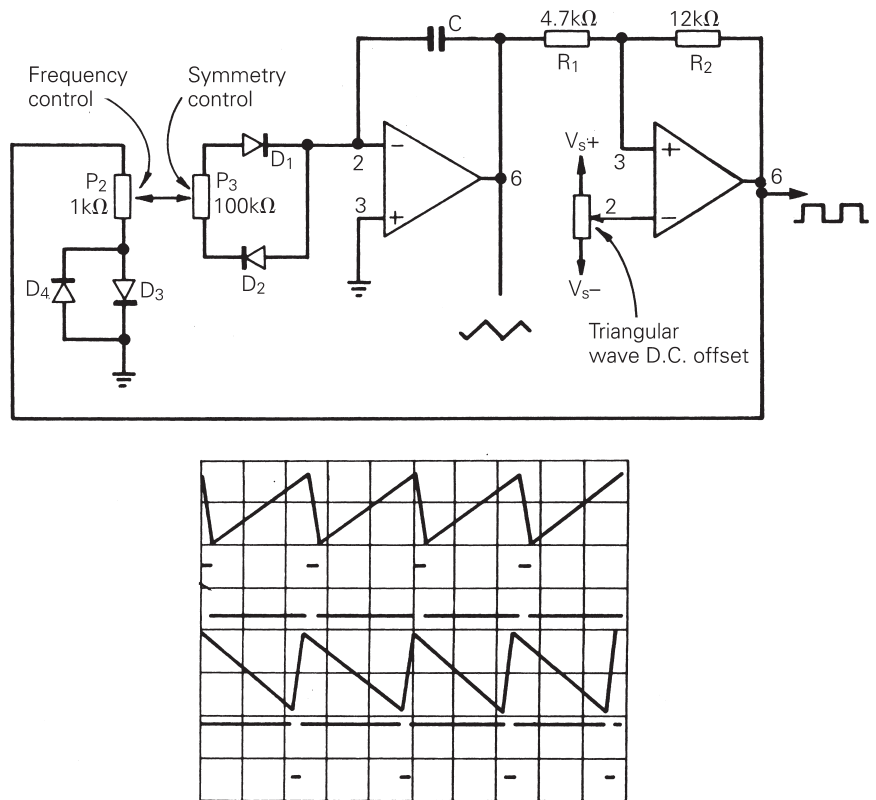 4.7kΩ
12kΩ
C
R1
R2
Frequency
control
Symmetry
control
D1
P2
1kΩ
P3
100kΩ
2
−
6
3
+
Vs+
3
+
6
2
−
D2
D4
D3
Vs−
Triangular
wave D.C. offset